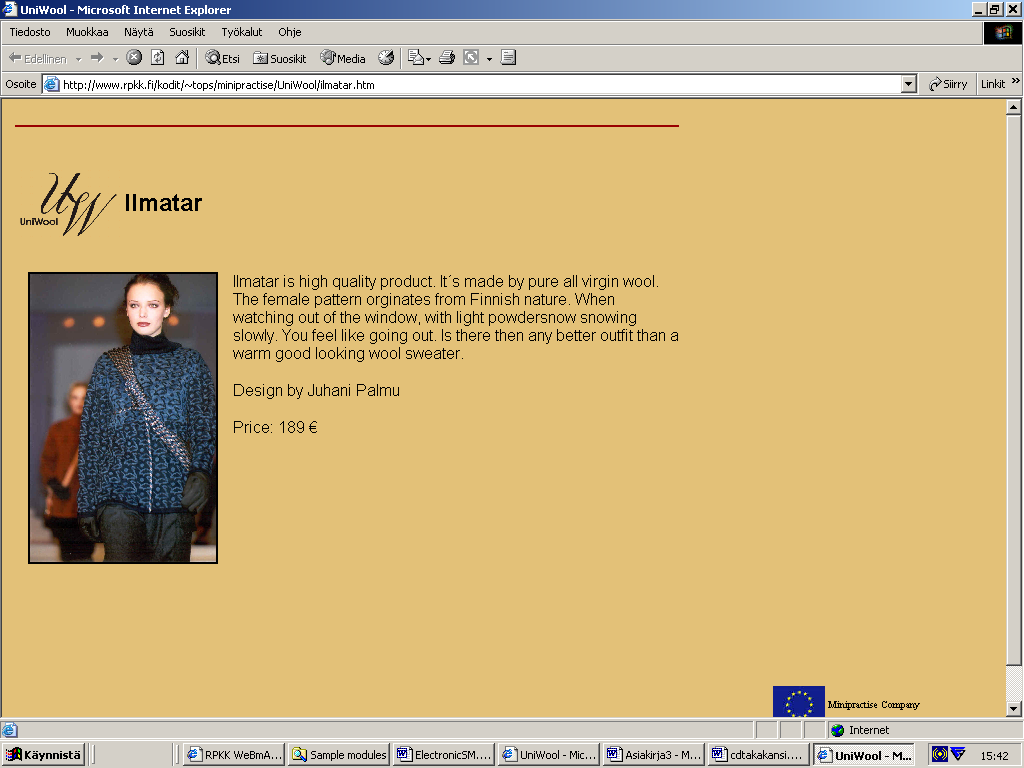 UniWool - Microsoft Internet Explorer
Tiedosto Muokkaa Näytä Suosikit Työkalut Ohje
Edellinen Etsi Suosikit Media
Osoite http://www.rpkk.fi/kodit/~tops/minipractise/UniWool/ilmatar.htm Siirry Linkit »
UW
UniWool
Ilmatar
Ilmatar is high quality product. It´s made by pure all virgin wool.
The female pattern orginates from Finnish nature. When
watching out of the window, with light powdersnow snowing
slowly. You feel like going out. Is there then any better outfit than a
warm good looking wool sweater.
Design by Juhani Palmu
Price: 189 €
Minipractise Company
Internet
Käynnistä RPKK WeBmA... Sample modules ElectronicSM.... UniWool - Mic... Asiakirja3 - M... cdtakakansi.... UniWool - M... 15:42